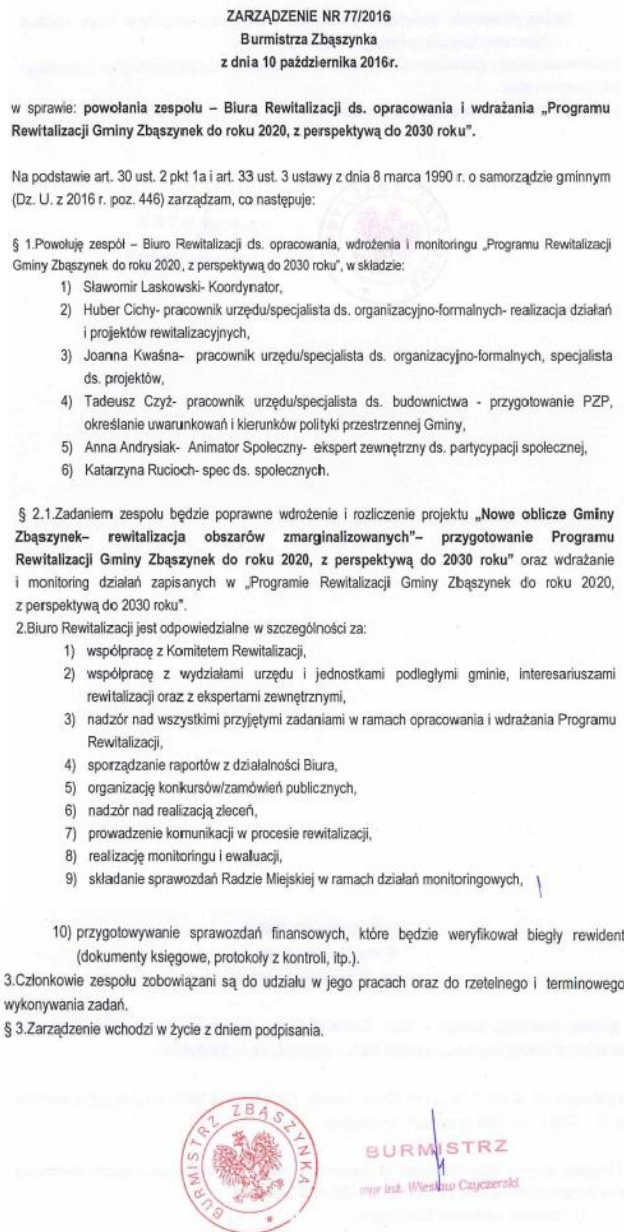 ZARZĄDZENIE NR 77/2016
Burmistrza Zbąszynka
z dnia 10 października 2016r.
w sprawie: powołania zespołu – Biura Rewitalizacji ds. opracowania i wdrażania „Programu
Rewitalizacji Gminy Zbąszynek do roku 2020, z perspektywą do 2030 roku".
Na podstawie art. 30 ust. 2 pkt 1a i art. 33 ust. 3 ustawy z dnia 8 marca 1990 r. o samorządzie gminnym
(Dz. U. z 2016 r. poz. 446) zarządzam, co następuje:
§ 1.Powołuję zespół – Biuro Rewitalizacji ds. opracowania, wdrożenia i monitoringu „Programu Rewitalizacji
Gminy Zbąszynek do roku 2020, z perspektywą do 2030 roku", w składzie:
1) Sławomir Laskowski- Koordynator,
2) Huber Cichy- pracownik urzędu/specjalista ds. organizacyjno-formalnych- realizacja działań
i projektów rewitalizacyjnych,
3) Joanna Kwaśna- pracownik urzędu/specjalista ds. organizacyjno-formalnych, specjalista
ds. projektów,
4) Tadeusz Czyż- pracownik urzędu/specjalista ds. budownictwa - przygotowanie PZP,
określanie uwarunkowań i kierunków polityki przestrzennej Gminy,
5) Anna Andrysiak- Animator Społeczny- ekspert zewnętrzny ds. partycypacji społecznej,
6) Katarzyna Rucioch- spec ds. społecznych.
§ 2.1.Zadaniem zespołu będzie poprawne wdrożenie i rozliczenie projektu „Nowe oblicze Gminy
Zbąszynek– rewitalizacja obszarów zmarginalizowanych"– przygotowanie Programu
Rewitalizacji Gminy Zbąszynek do roku 2020, z perspektywą do 2030 roku" oraz wdrażanie
i monitoring działań zapisanych w „Programie Rewitalizacji Gminy Zbąszynek do roku 2020,
z perspektywą do 2030 roku".
2.Biuro Rewitalizacji jest odpowiedzialne w szczególności za:
1) współpracę z Komitetem Rewitalizacji,
2) współpracę z wydziałami urzędu i jednostkami podległymi gminie, interesariuszami
rewitalizacji oraz z ekspertami zewnętrznymi,
3) nadzór nad wszystkimi przyjętymi zadaniami w ramach opracowania i wdrażania Programu
Rewitalizacji,
4) sporządzanie raportów z działalności Biura,
5) organizację konkursów/zamówień publicznych,
6) nadzór nad realizacją zleceń,
7) prowadzenie komunikacji w procesie rewitalizacji,
8) realizację monitoringu i ewaluacji,
9) składanie sprawozdań Radzie Miejskiej w ramach działań monitoringowych,
10) przygotowywanie sprawozdań finansowych, które będzie weryfikował biegły rewident
(dokumenty księgowe, protokoły z kontroli, itp.).
3.Członkowie zespołu zobowiązani są do udziału w jego pracach oraz do rzetelnego i terminowego
wykonywania zadań.
§ 3.Zarządzenie wchodzi w życie z dniem podpisania.
BURMISTRZ ZBĄSZYNKA
BURMISTRZ
mgr inż. Wiesław Czyczerski